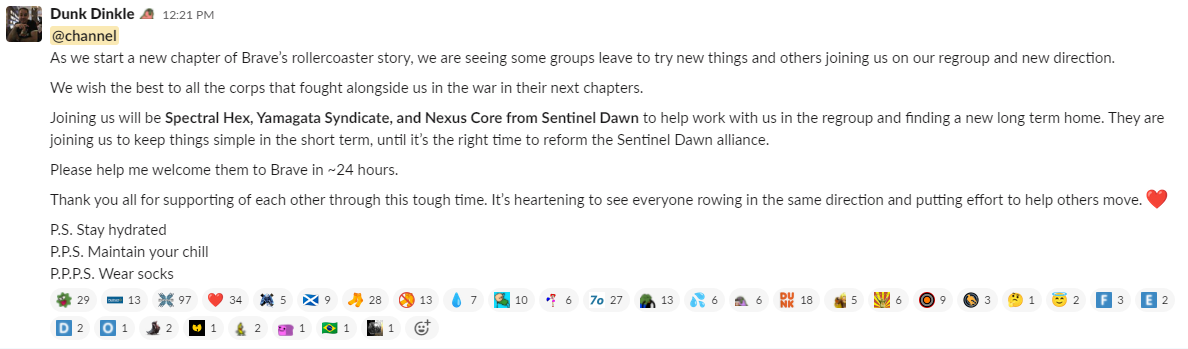 Dunk Dinkle 12:21 PM
@channel
As we start a new chapter of Brave's rollercoaster story, we are seeing some groups leave to try new things and others joining us on our regroup and new direction.
We wish the best to all the corps that fought alongside us in the war in their next chapters.
Joining us will be Spectral Hex, Yamagata Syndicate, and Nexus Core from Sentinel Dawn to help work with us in the regroup and finding a new long term home. They are
joining us to keep things simple in the short term, until it's the right time to reform the Sentinel Dawn alliance.
Please help me welcome them to Brave in ~24 hours.
Thank you all for supporting of each other through this tough time. It's heartening to see everyone rowing in the same direction and putting effort to help others move.
P.S. Stay hydrated
P.P.S. Maintain your chill
P.P.P.S. Wear socks
29 13 97 34 5 9 28 13 7 10 6 7o 27 13 6 6 DUNK 18 5 6 9 3 1 2 F 3 E 2
D 2 O 1 2 1 2 1 1 1